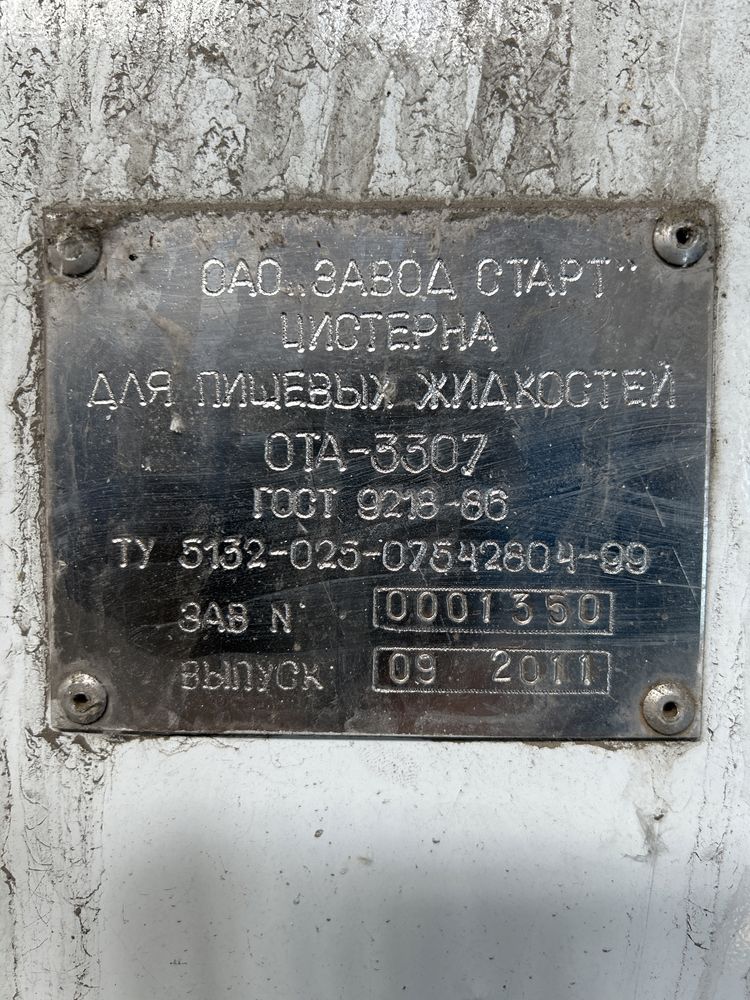 ОАО „ЗАВОД СТАРТ"
ЦИСТЕРНА
ДЛЯ ПИЩЕВЫХ ЖИДКОСТЕЙ
ОТА-3307
ГОСТ 9218-86
ТУ 5132-025-07542804-99
ЗАВ N 0001350
ВЫПУСК 09 2011